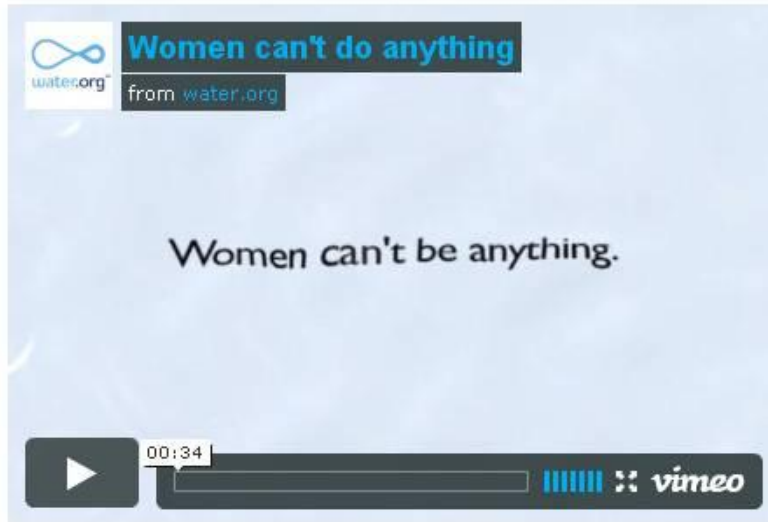 water.org
Women can't do anything
from water.org
Women can't be anything.
00:34
vimeo